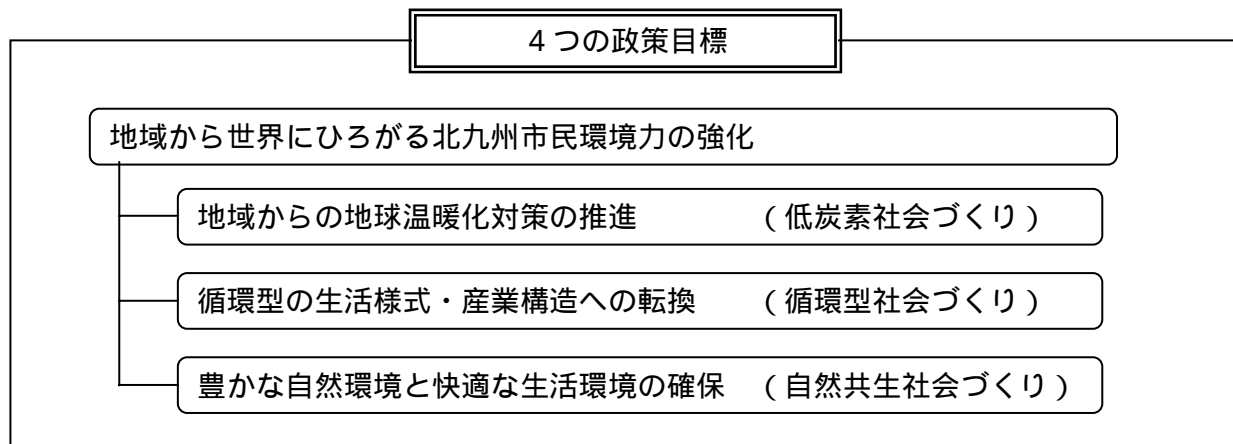 ４つの政策目標
地域から世界にひろがる北九州市民環境力の強化
地域からの地球温暖化対策の推進　　　（低炭素社会づくり）
循環型の生活様式・産業構造への転換　　（循環型社会づくり）
豊かな自然環境と快適な生活環境の確保　（自然共生社会づくり）